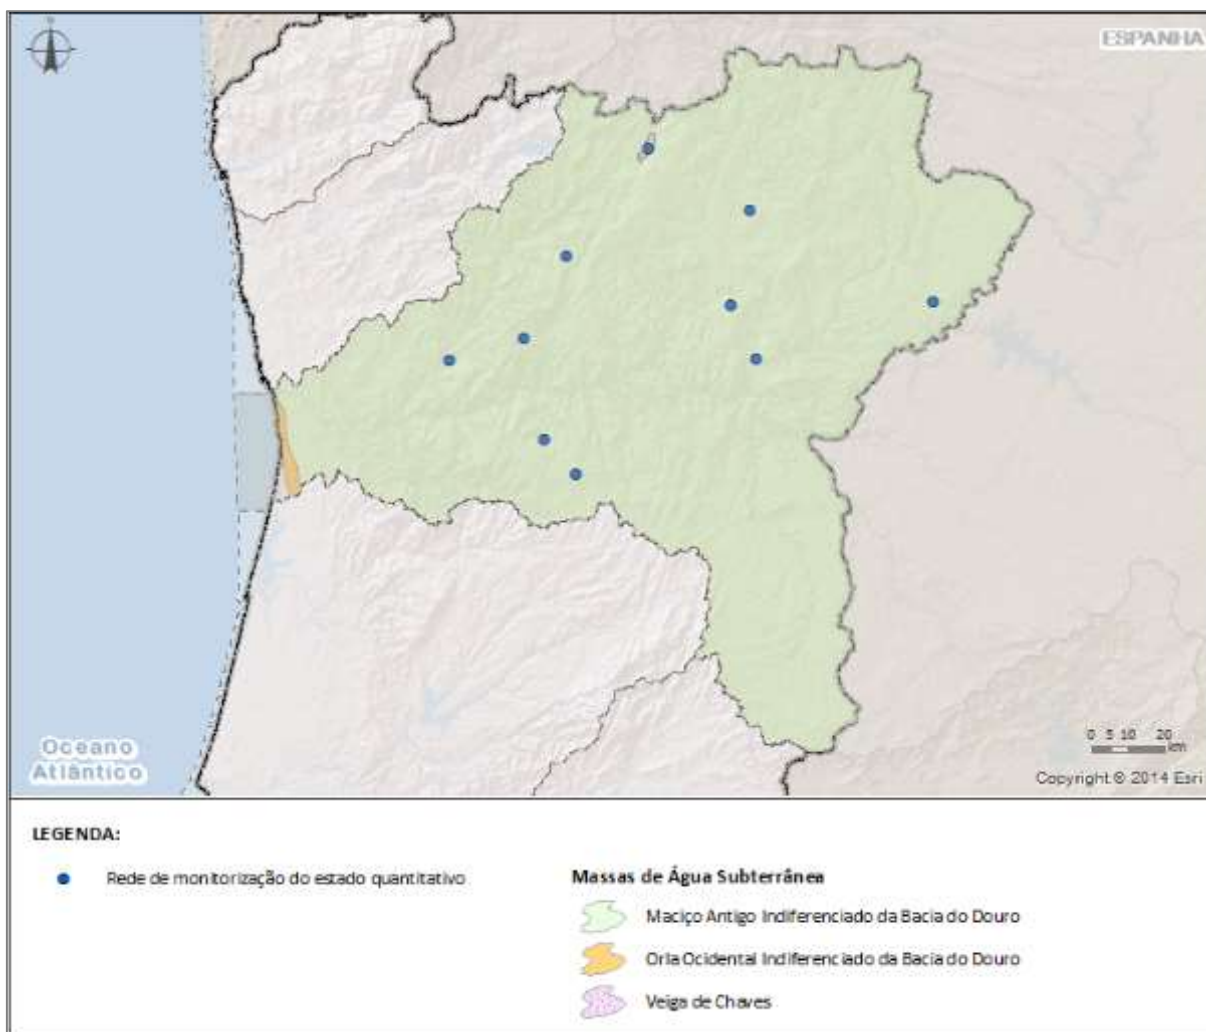 ESPANHA
Oceano
Atlântico
0 5 10 20
km
Copyright © 2014 Esri
LEGENDA:
Rede de monitorização do estado quantitativo
Massas de Água Subterrânea
Maciço Antigo Indiferenciado da Bacia do Douro
Orla Ocidental Indiferenciado da Bacia do Douro
Veiga de Chaves